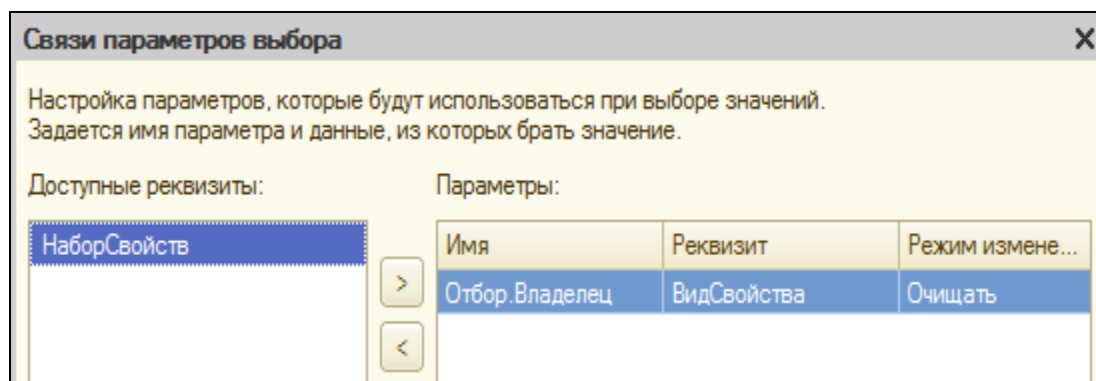 Связи параметров выбора
Настройка параметров, которые будут использоваться при выборе значений.
Задается имя параметра и данные, из которых брать значение.
Доступные реквизиты:
Параметры:
НаборСвойств
>
<
Имя Реквизит Режим измене...
Отбор.Владелец ВидСвойства Очищать